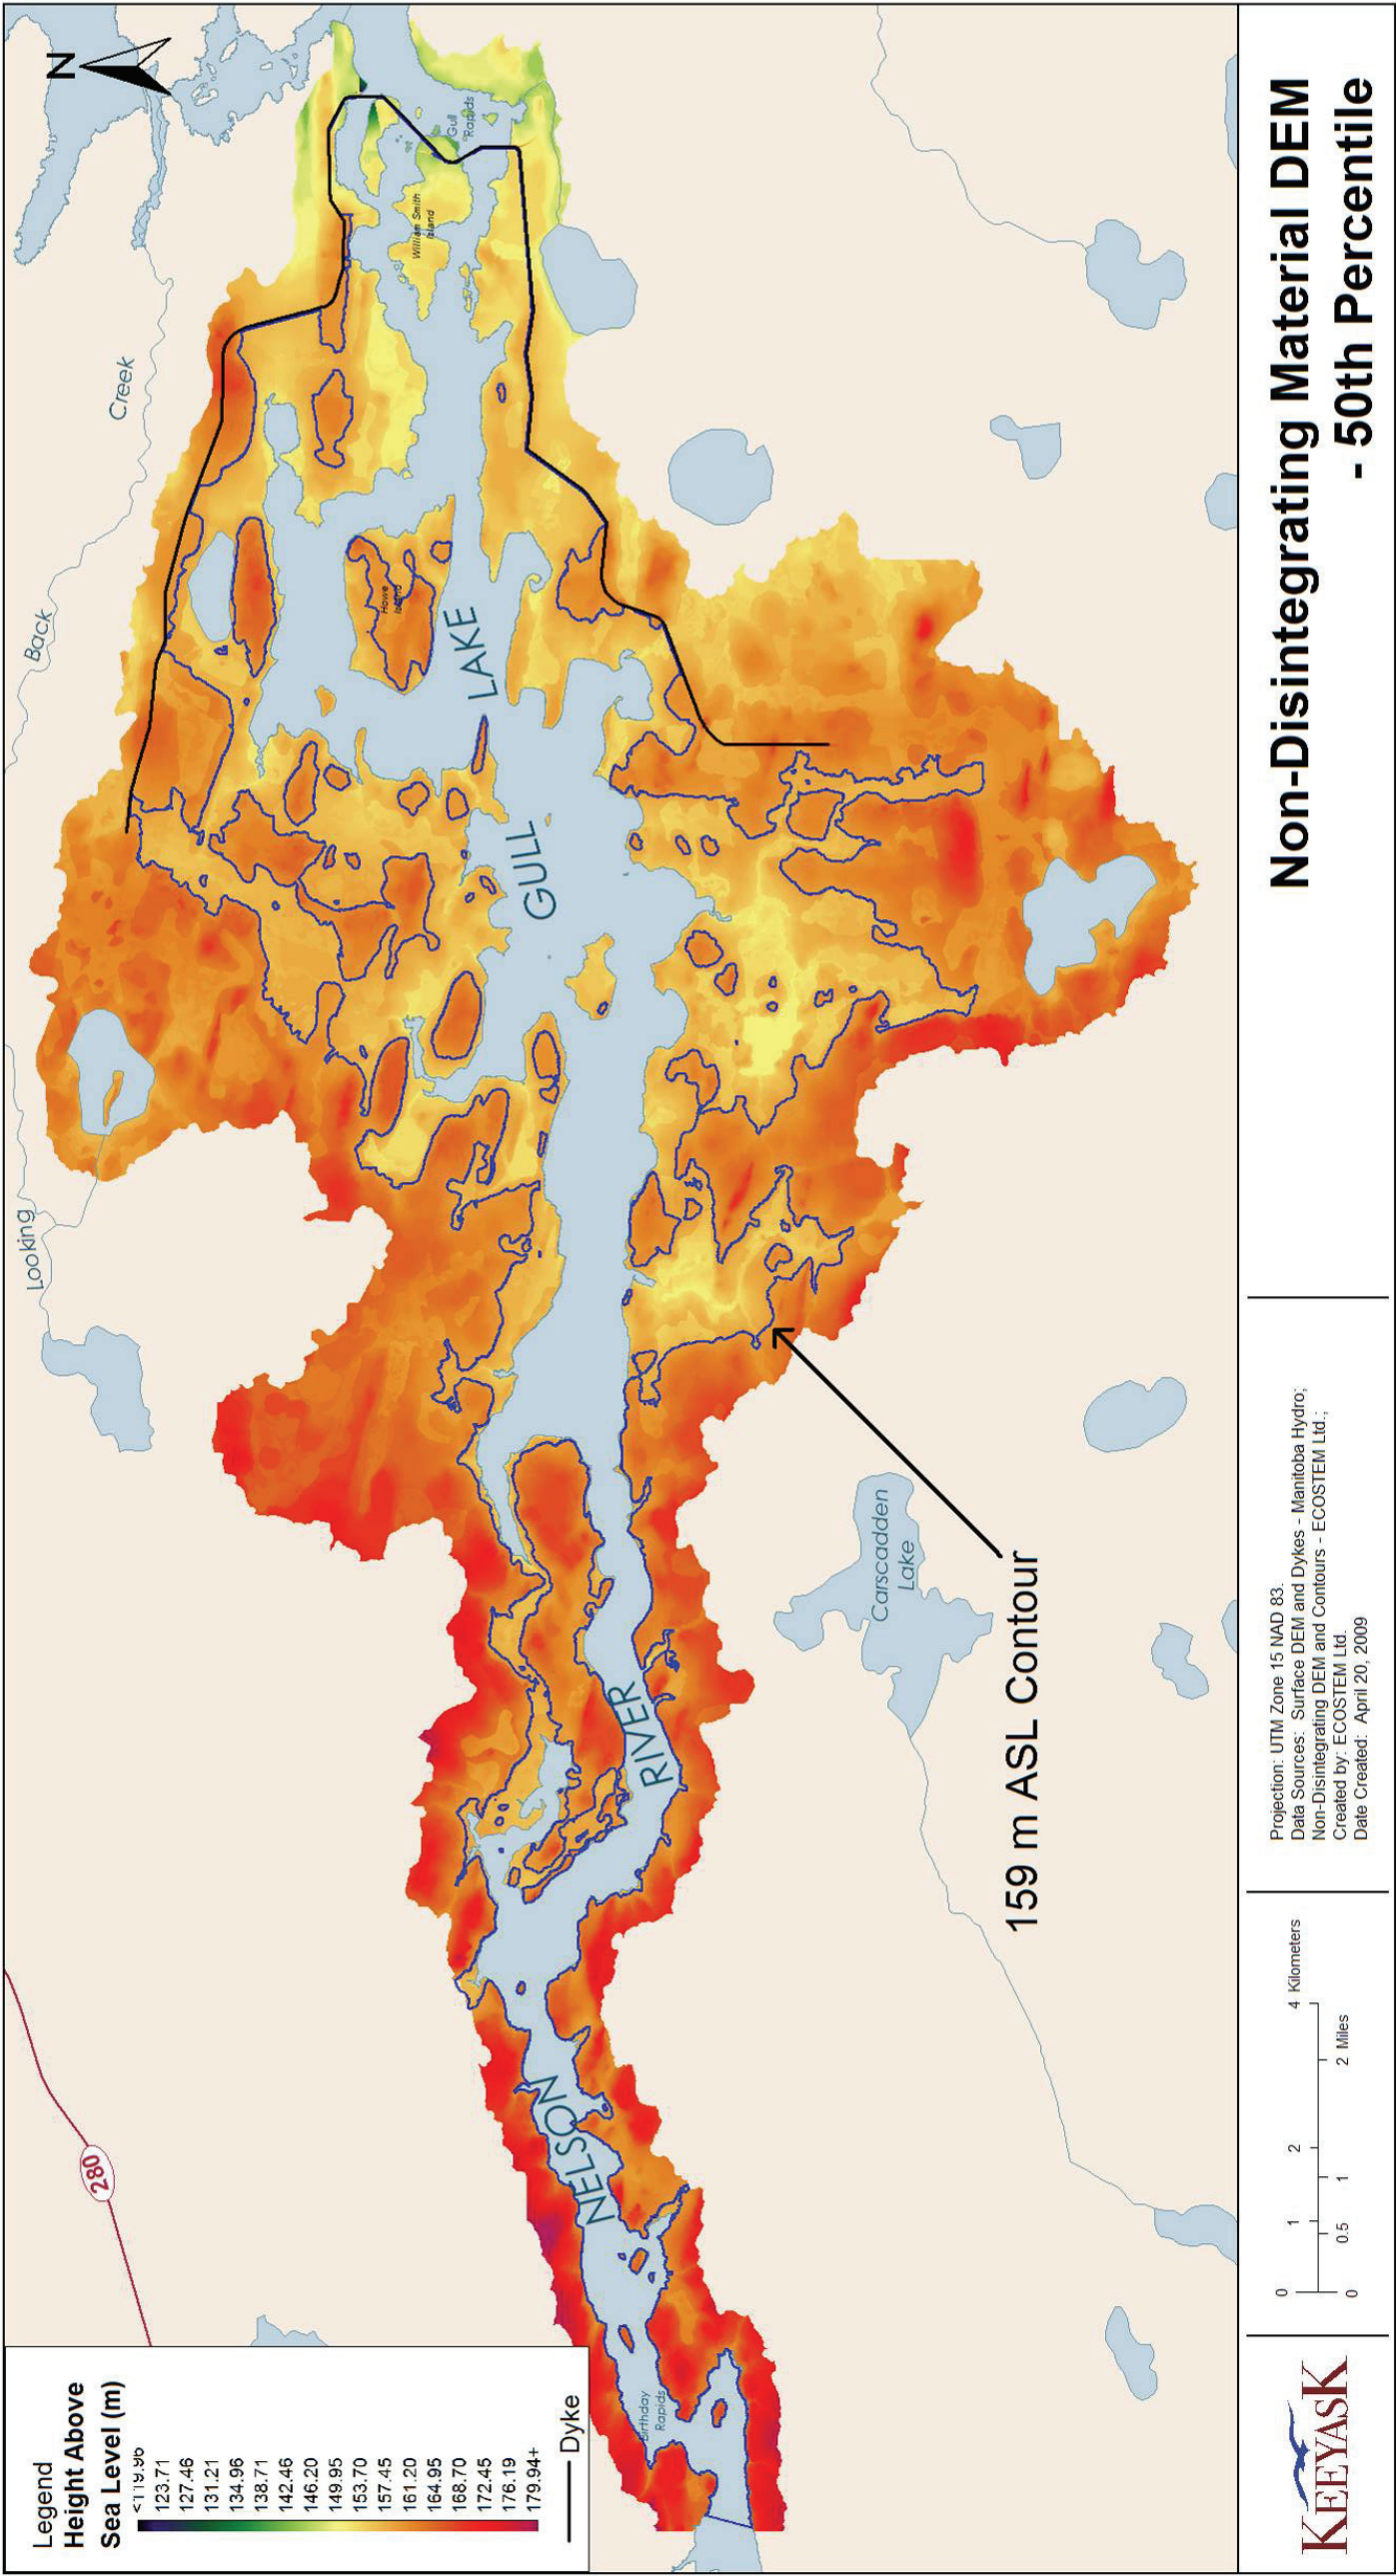 Non-Disintegrating Material DEM
- 50th Percentile
N
Looking
Back
Creek
280
GULL
LAKE
Howe
Island
William Smith
Island
Gull
Rapids
NELSON
RIVER
Birthday
Rapids
Carscadden
Lake
159 m ASL Contour
Legend
Height Above
Sea Level (m)
<119.96
123.71
127.46
131.21
134.96
138.71
142.46
146.20
149.95
153.70
157.45
161.20
164.95
168.70
172.45
176.19
179.94+
Dyke
KEEYASK
0 1 2 4 Kilometers
0 0.5 1 2 Miles
Projection: UTM Zone 15 NAD 83.
Data Sources: Surface DEM and Dykes - Manitoba Hydro;
Non-Disintegrating DEM and Contours - ECOSTEM Ltd.;
Created by: ECOSTEM Ltd.
Date Created: April 20, 2009